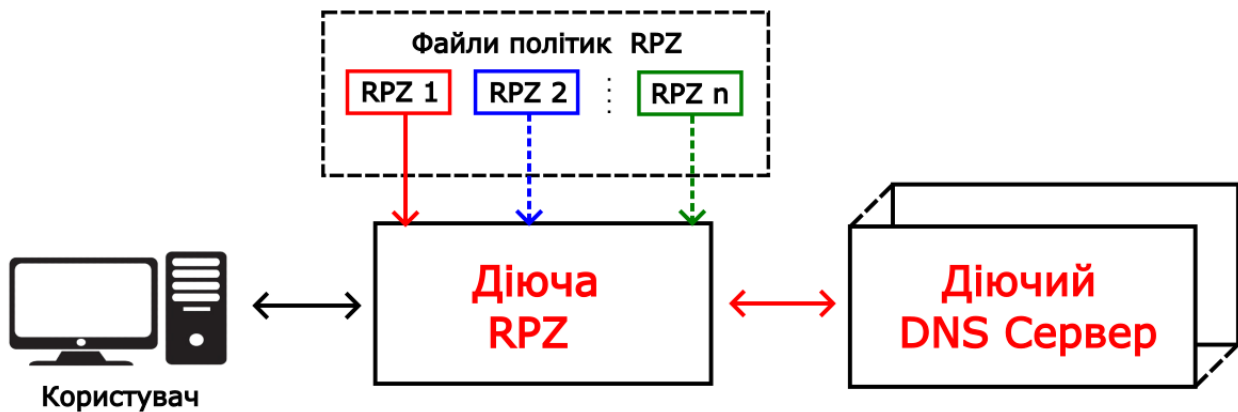 Файли політик RPZ
RPZ 1
RPZ 2
RPZ n
Діюча
RPZ
Діючий
DNS Сервер
Користувач